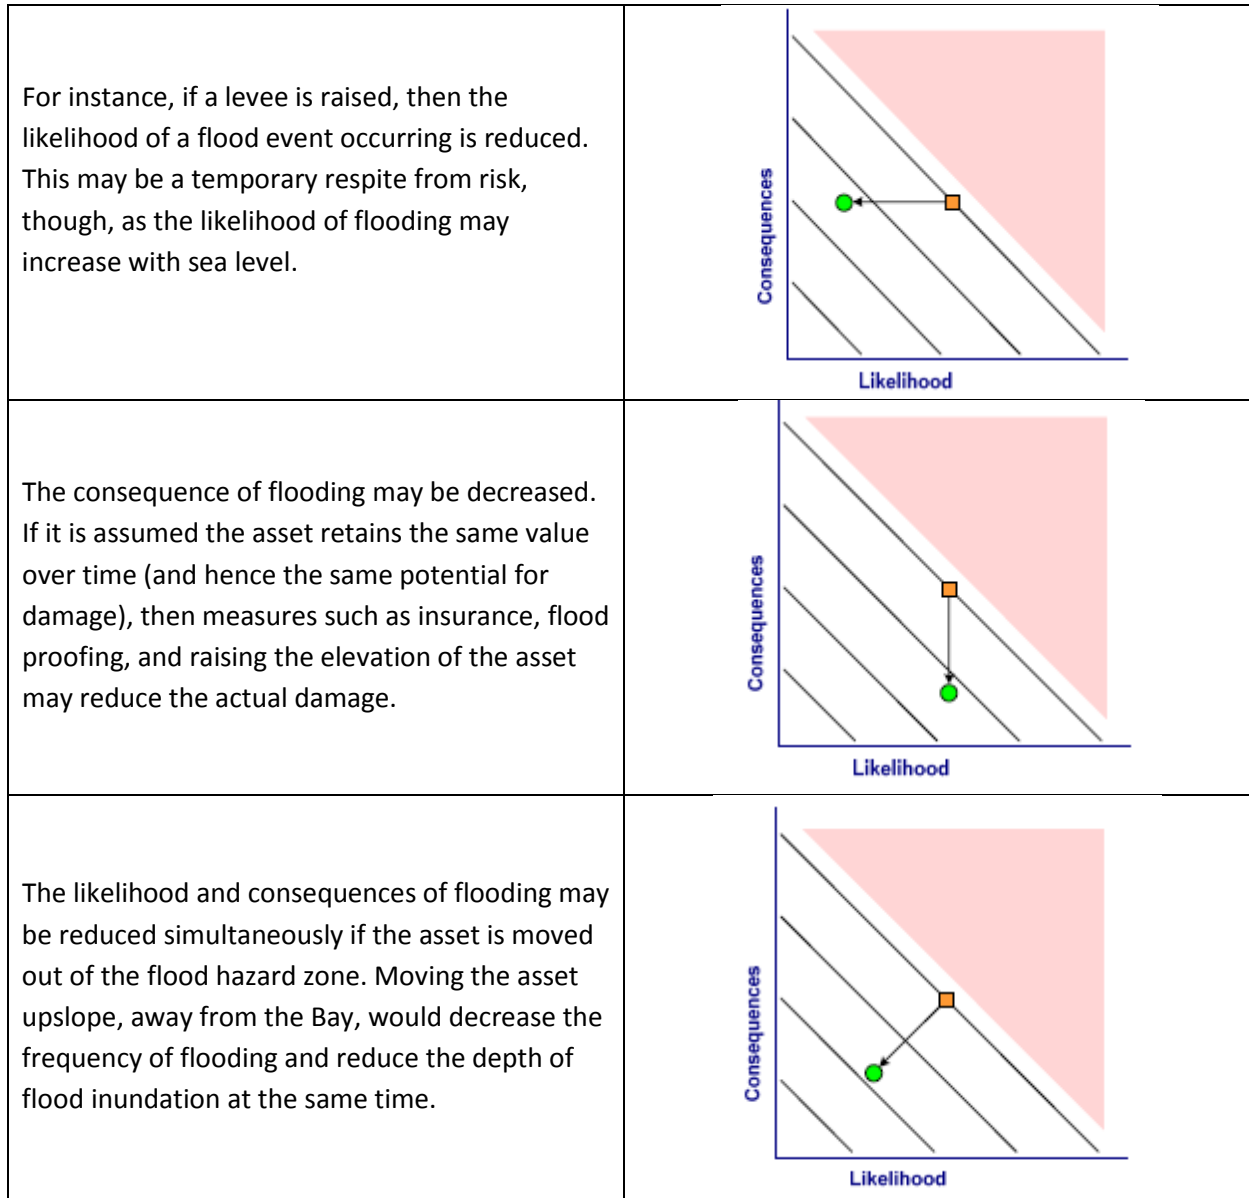 For instance, if a levee is raised, then the
likelihood of a flood event occurring is reduced.
This may be a temporary respite from risk,
though, as the likelihood of flooding may
increase with sea level.
Consequences
Likelihood
The consequence of flooding may be decreased.
If it is assumed the asset retains the same value
over time (and hence the same potential for
damage), then measures such as insurance, flood
proofing, and raising the elevation of the asset
may reduce the actual damage.
Consequences
Likelihood
The likelihood and consequences of flooding may
be reduced simultaneously if the asset is moved
out of the flood hazard zone. Moving the asset
upslope, away from the Bay, would decrease the
frequency of flooding and reduce the depth of
flood inundation at the same time.
Consequences
Likelihood